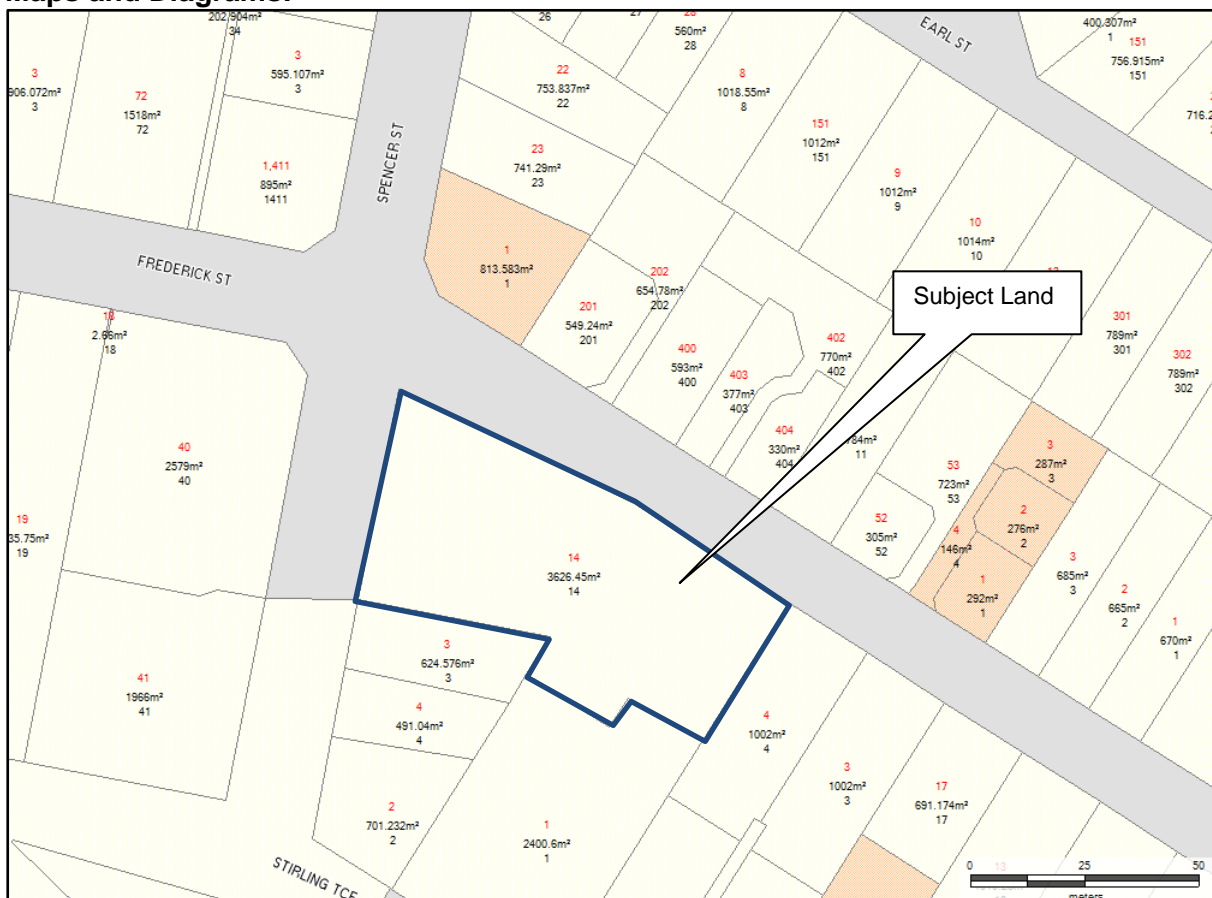 Maps and Diagrams:
202.904m²
34
26
27
28
560m²
28
EARL ST
400.307m²
1
151
756.915m²
151
3
906.072m²
3
72
1518m²
72
3
595.107m²
3
1,411
895m²
1411
SPENCER ST
22
753.837m²
22
23
741.29m²
23
8
1018.55m²
8
151
1012m²
151
9
1012m²
9
10
1014m²
10
FREDERICK ST
1
813.583m²
1
201
549.24m²
201
202
654.78m²
202
Subject Land
400
593m²
400
403
377m²
403
402
770m²
402
404
330m²
404
784m²
11
301
789m²
301
302
789m²
302
18
2.66m²
18
40
2579m²
40
19
35.75m²
19
14
3626.45m²
14
52
305m²
52
53
723m²
53
3
287m²
3
2
276m²
2
4
146m²
4
1
292m²
1
3
685m²
3
2
665m²
2
1
670m²
1
41
1966m²
41
3
624.576m²
3
4
491.04m²
4
2
701.232m²
2
1
2400.6m²
1
4
1002m²
4
3
1002m²
3
17
691.174m²
17
STIRLING TCE
0 25 50
meters